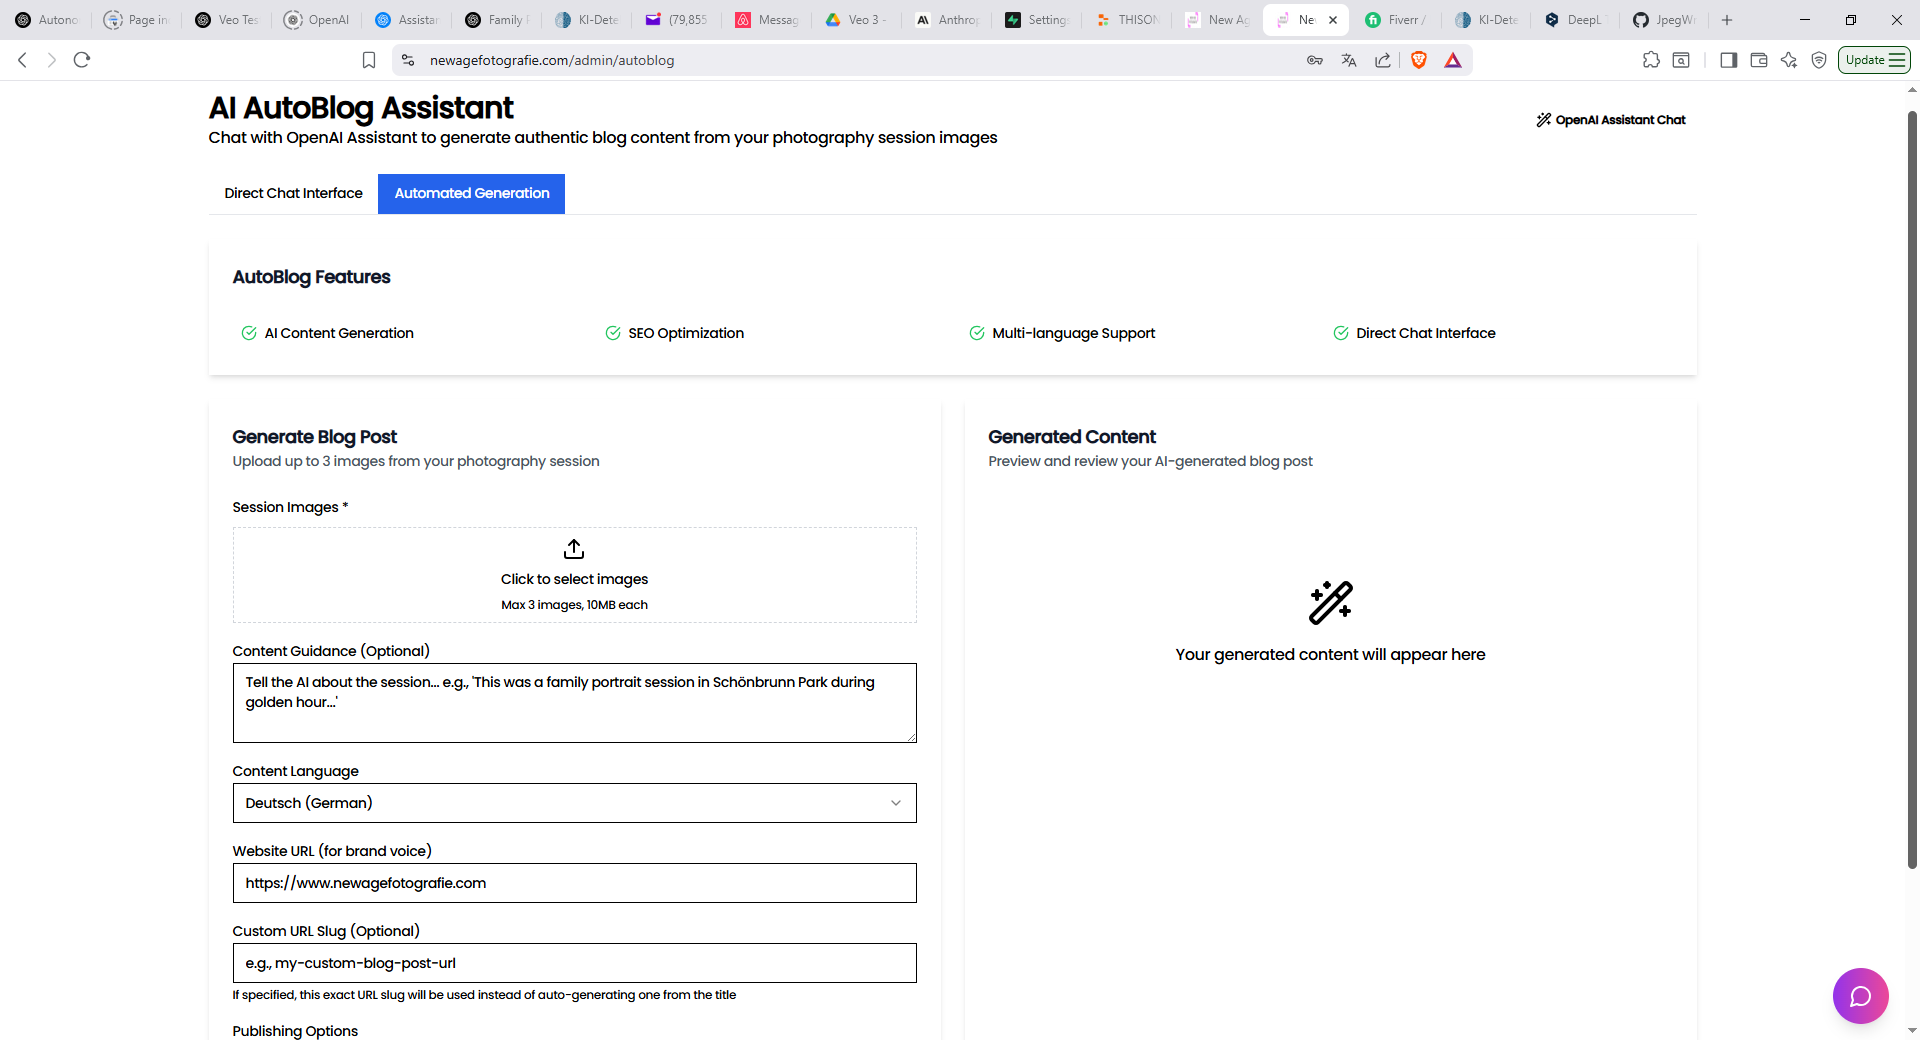 Autono
Page in
Veo Tes
OpenAI
Assistar
Family P
KI-Dete
(79,855
Messag
Veo 3 -
Anthrop
Settings
THISON
New Ag
Ne
Fiverr /
KI-Dete
DeepL
JpegWr
newagefotografie.com/admin/autoblog
Update
AI AutoBlog Assistant
Chat with OpenAI Assistant to generate authentic blog content from your photography session images
OpenAI Assistant Chat
Direct Chat Interface
Automated Generation
AutoBlog Features
AI Content Generation
SEO Optimization
Multi-language Support
Direct Chat Interface
Generate Blog Post
Upload up to 3 images from your photography session
Session Images *
Click to select images
Max 3 images, 10MB each
Content Guidance (Optional)
Tell the AI about the session... e.g., 'This was a family portrait session in Schönbrunn Park during
golden hour...'
Content Language
Deutsch (German)
Website URL (for brand voice)
https://www.newagefotografie.com
Custom URL Slug (Optional)
e.g., my-custom-blog-post-url
If specified, this exact URL slug will be used instead of auto-generating one from the title
Publishing Options
Generated Content
Preview and review your AI-generated blog post
Your generated content will appear here